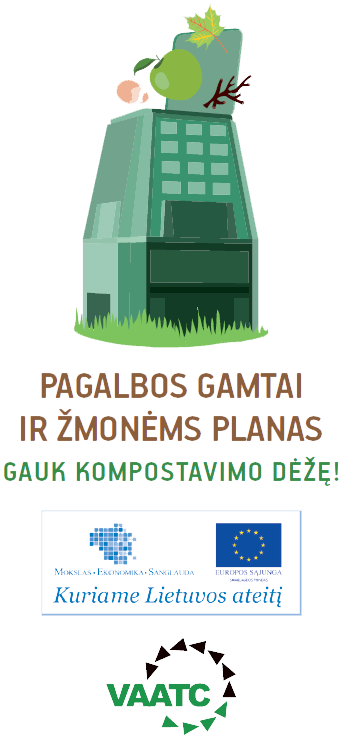 PAGALBOS GAMTAI
IR ŽMONĖMS PLANAS
GAUK KOMPOSTAVIMO DĖŽĘ!
MOKSLAS • EKONOMIKA • SANGLAUDA
EUROPOS SĄJUNGA
Kuriame Lietuvos ateitį
VAATC